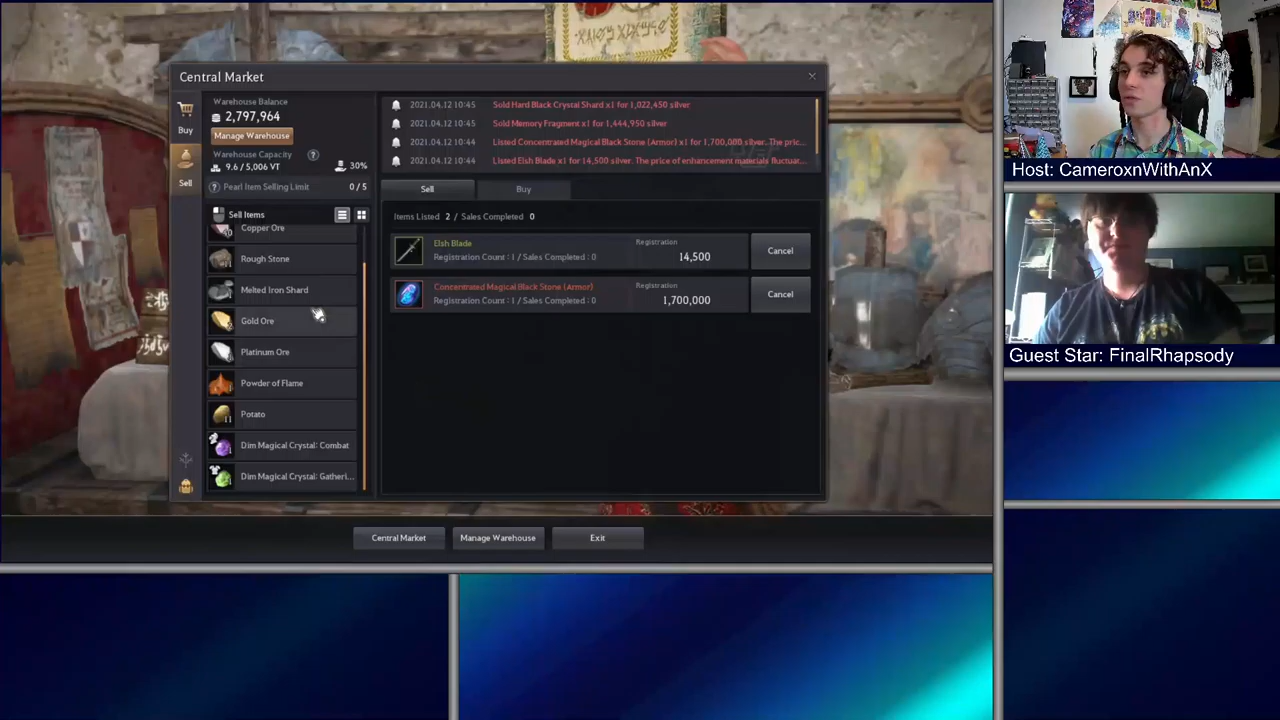 Central Market
Buy
Sell
Warehouse Balance
2,797,964
Manage Warehouse
Warehouse Capacity
?
9.6 / 5,006 VT
30%
? Pearl Item Selling Limit 0 / 5
Sell Items
Copper Ore
Rough Stone
Melted Iron Shard
Gold Ore
Platinum Ore
Powder of Flame
Potato
11
Dim Magical Crystal: Combat
Dim Magical Crystal: Gatheri...
2021.04.12 10:45 Sold Hard Black Crystal Shard x1 for 1,022,450 silver
2021.04.12 10:45 Sold Memory Fragment x1 for 1,444,950 silver
2021.04.12 10:44 Listed Concentrated Magical Black Stone (Armor) x1 for 1,700,000 silver. The pric...
2021.04.12 10:44 Listed Elsh Blade x1 for 14,500 silver. The price of enhancement materials fluctuat...
Sell Buy
Items Listed 2 / Sales Completed 0
Elsh Blade
Registration Count : 1 / Sales Completed : 0
Registration
14,500
Cancel
Concentrated Magical Black Stone (Armor)
Registration Count : 1 / Sales Completed : 0
Registration
1,700,000
Cancel
Central Market Manage Warehouse Exit
Host: CameroxnWithAnX
Guest Star: FinalRhapsody